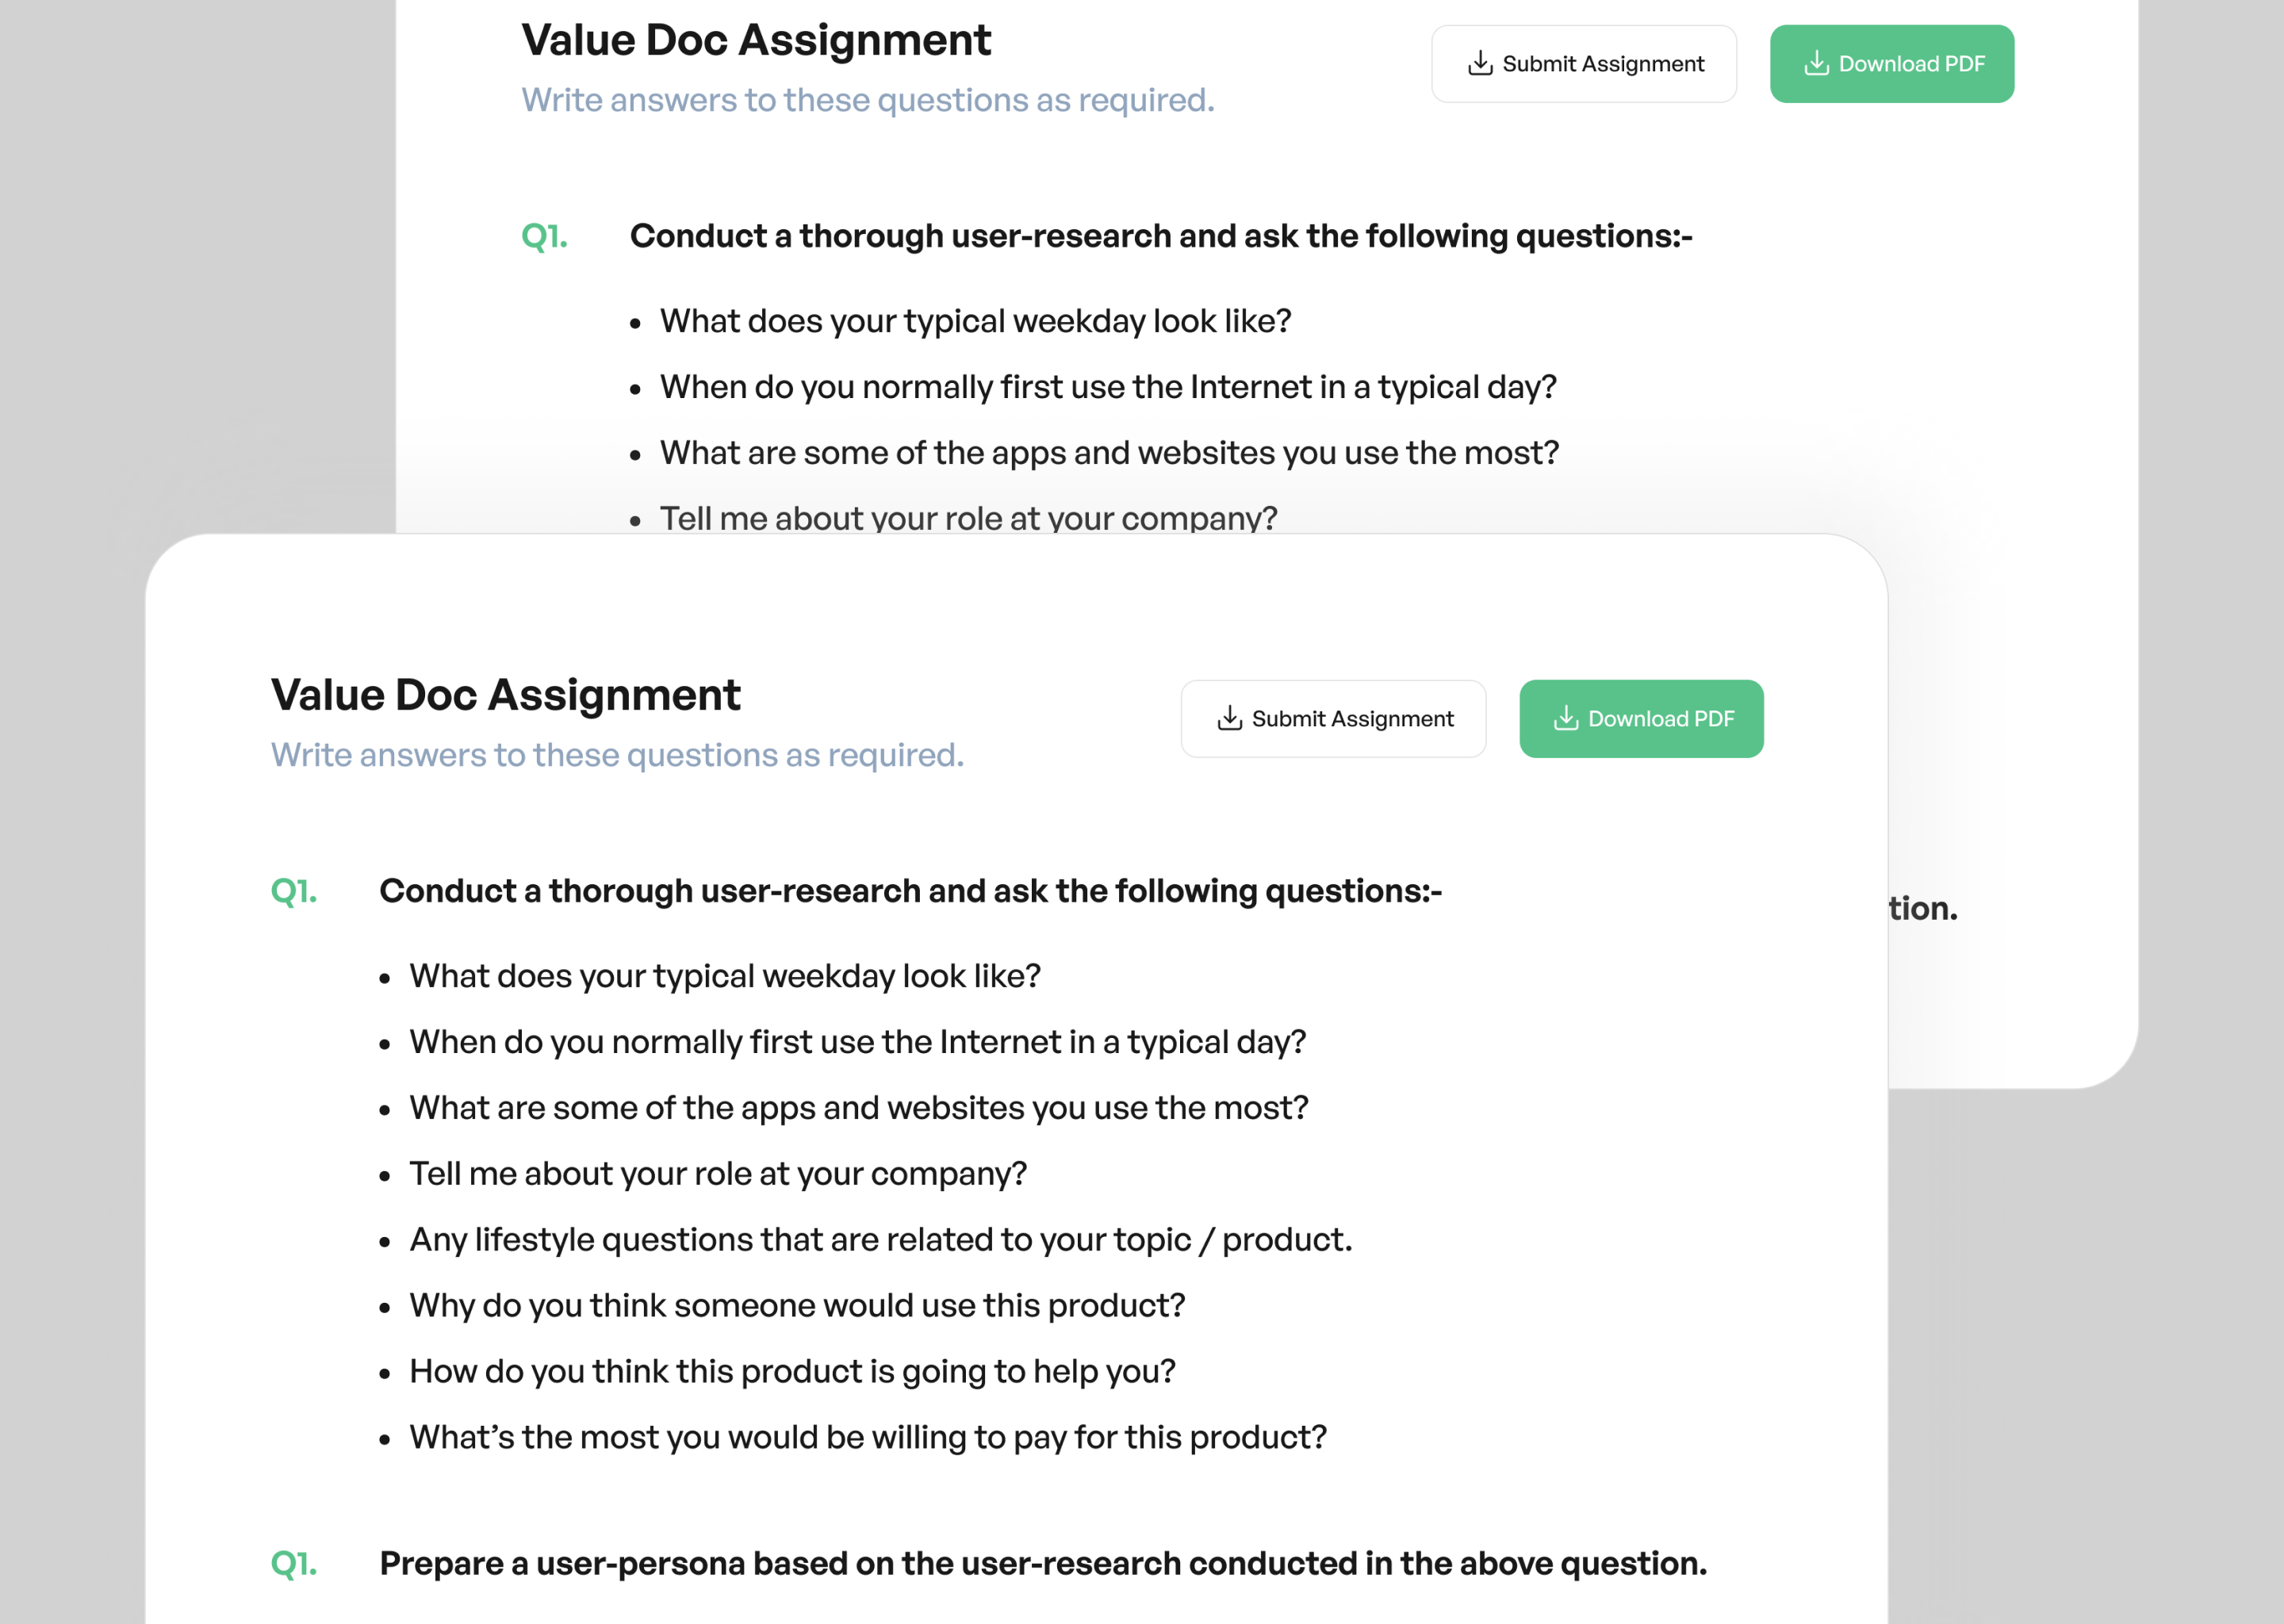 Value Doc Assignment
Write answers to these questions as required.
Submit Assignment
Download PDF
Q1. Conduct a thorough user-research and ask the following questions:-
• What does your typical weekday look like?
• When do you normally first use the Internet in a typical day?
• What are some of the apps and websites you use the most?
• Tell me about your role at your company?
tion.
Value Doc Assignment
Write answers to these questions as required.
Submit Assignment
Download PDF
Q1. Conduct a thorough user-research and ask the following questions:-
• What does your typical weekday look like?
• When do you normally first use the Internet in a typical day?
• What are some of the apps and websites you use the most?
• Tell me about your role at your company?
• Any lifestyle questions that are related to your topic / product.
• Why do you think someone would use this product?
• How do you think this product is going to help you?
• What’s the most you would be willing to pay for this product?
Q1. Prepare a user-persona based on the user-research conducted in the above question.